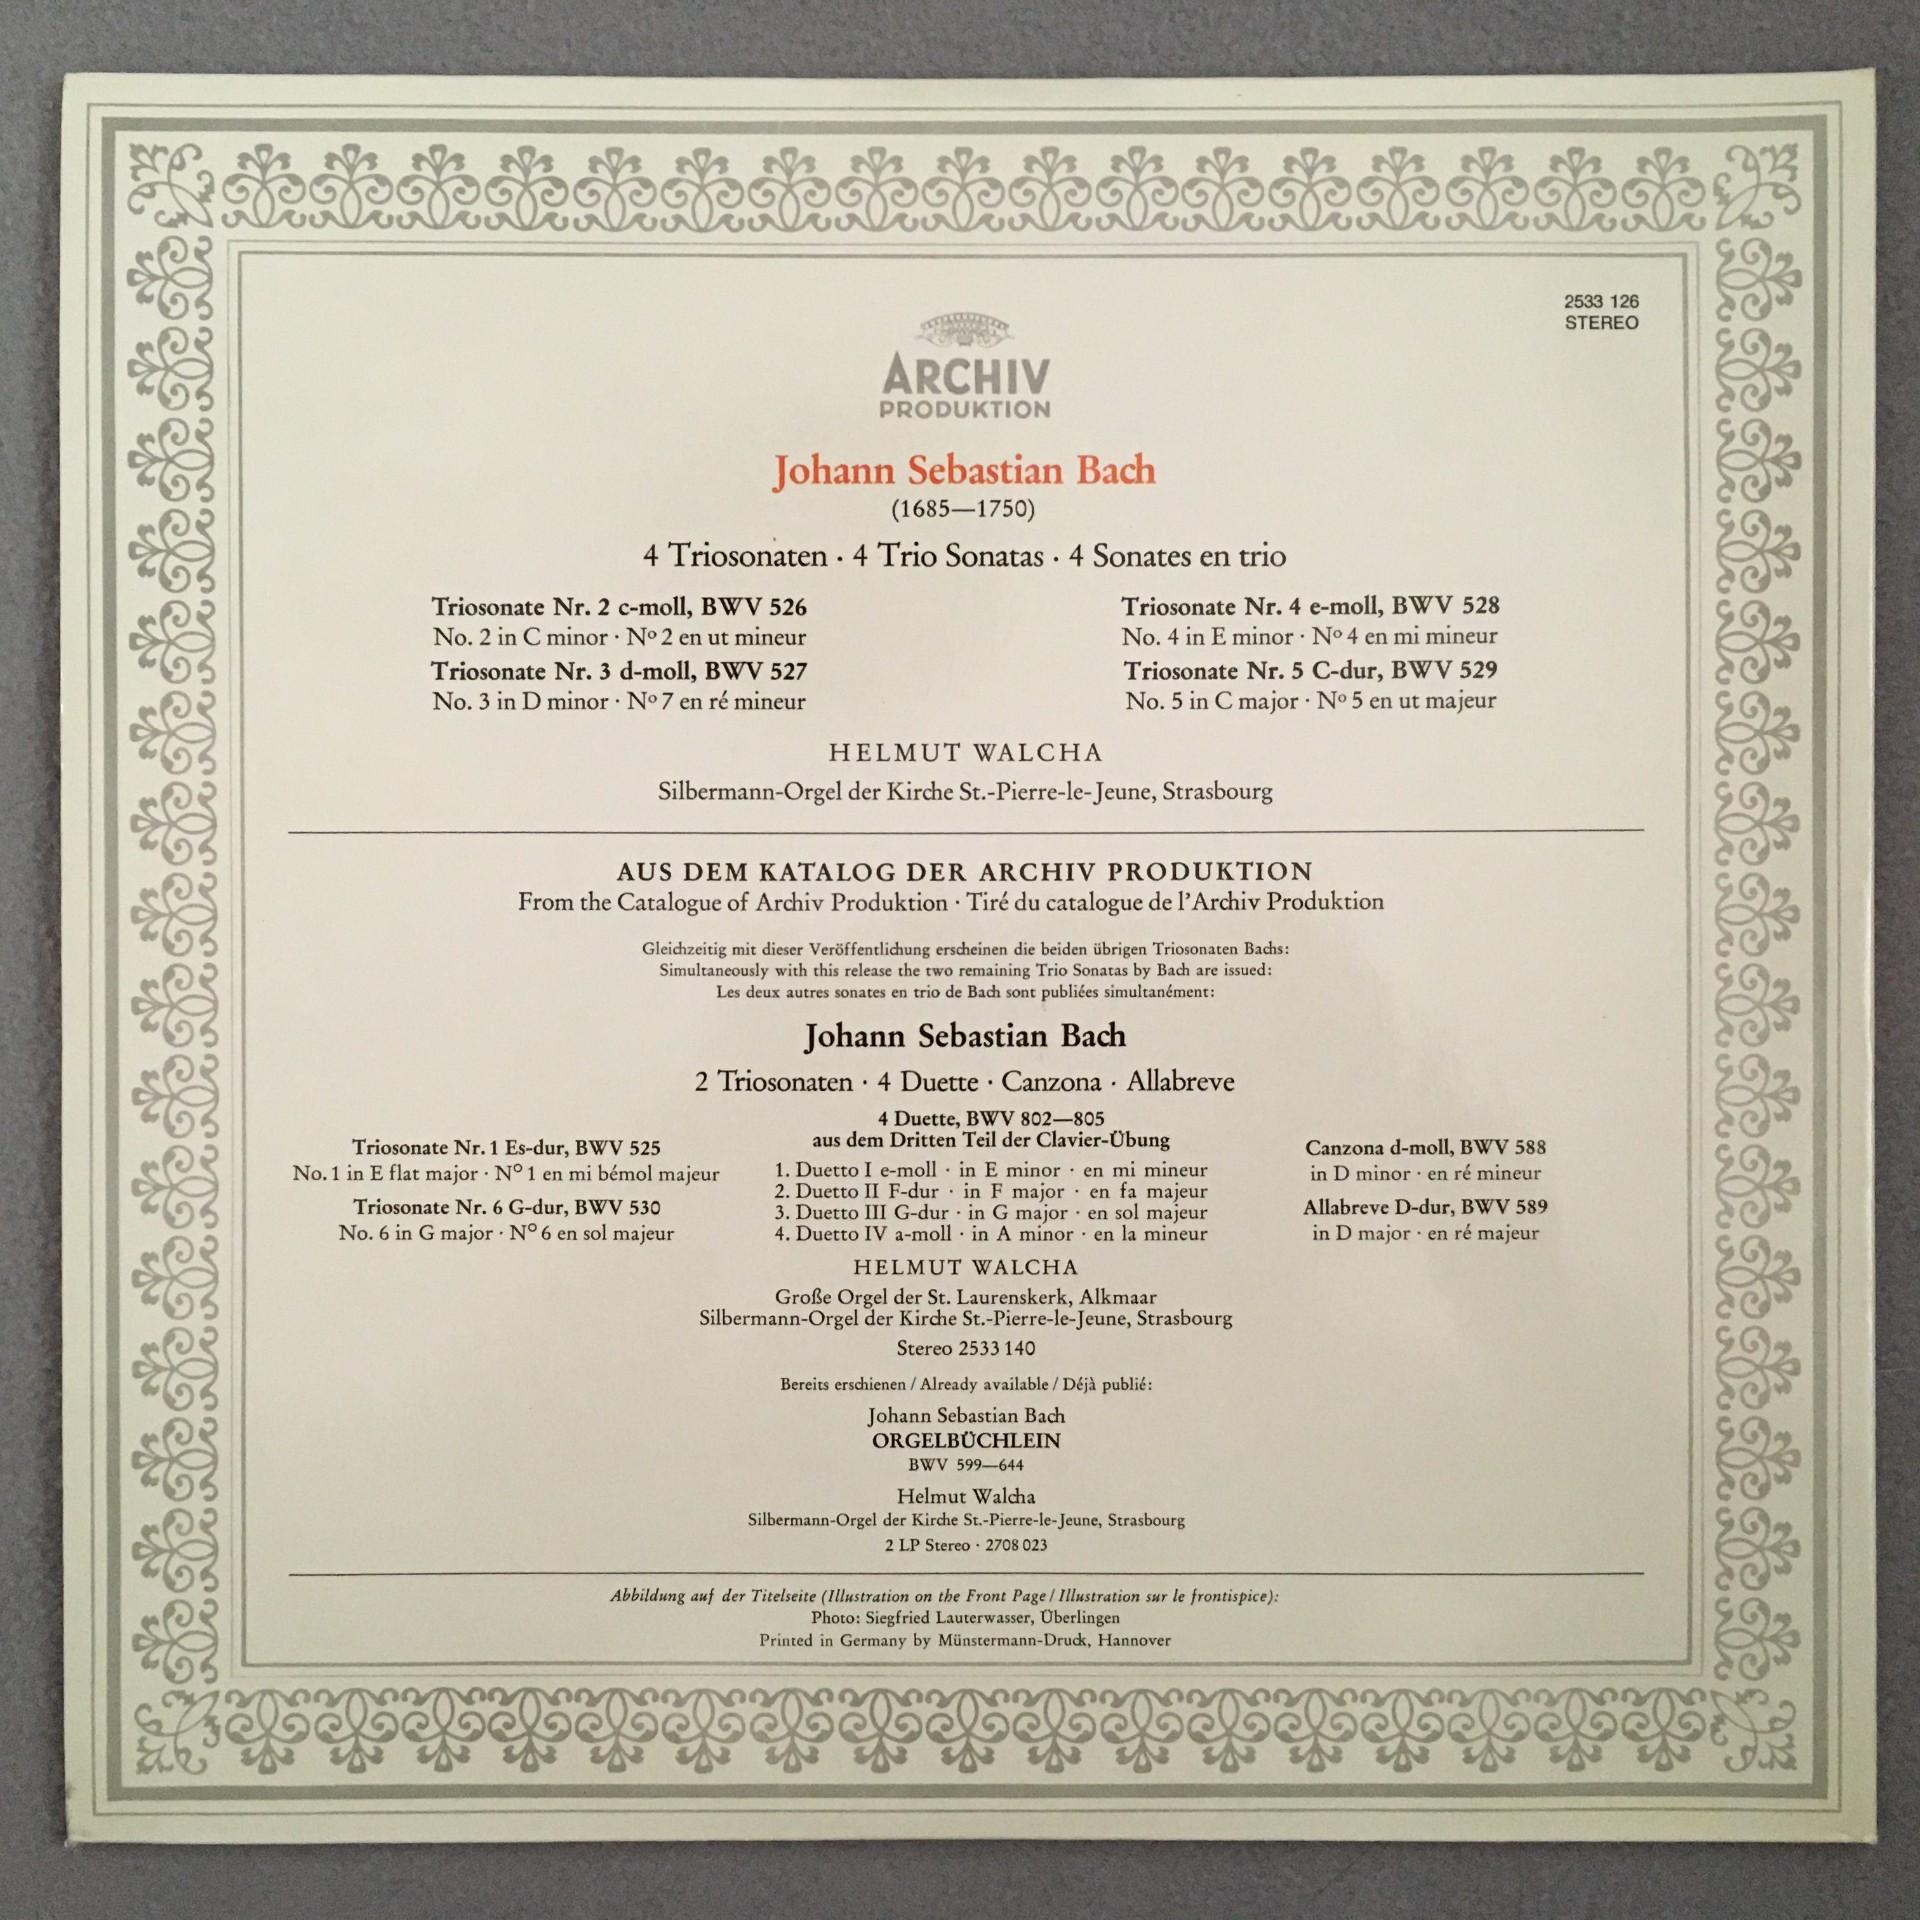 2533 126
STEREO
ARCHIV
PRODUKTION
Johann Sebastian Bach
(1685—1750)
4 Triosonaten · 4 Trio Sonatas · 4 Sonates en trio
Triosonate Nr. 2 c-moll, BWV 526
No. 2 in C minor · Nº 2 en ut mineur
Triosonate Nr. 3 d-moll, BWV 527
No. 3 in D minor · Nº 7 en ré mineur
Triosonate Nr. 4 e-moll, BWV 528
No. 4 in E minor · Nº 4 en mi mineur
Triosonate Nr. 5 C-dur, BWV 529
No. 5 in C major · Nº 5 en ut majeur
HELMUT WALCHA
Silbermann-Orgel der Kirche St.-Pierre-le-Jeune, Strasbourg
AUS DEM KATALOG DER ARCHIV PRODUKTION
From the Catalogue of Archiv Produktion · Tiré du catalogue de l'Archiv Produktion
Gleichzeitig mit dieser Veröffentlichung erscheinen die beiden übrigen Triosonaten Bachs:
Simultaneously with this release the two remaining Trio Sonatas by Bach are issued:
Les deux autres sonates en trio de Bach sont publiées simultanément:
Johann Sebastian Bach
2 Triosonaten · 4 Duette · Canzona · Allabreve
Triosonate Nr. 1 Es-dur, BWV 525
No. 1 in E flat major · N° 1 en mi bémol majeur
Triosonate Nr. 6 G-dur, BWV 530
No. 6 in G major · N° 6 en sol majeur
4 Duette, BWV 802—805
aus dem Dritten Teil der Clavier-Übung
1. Duetto I e-moll · in E minor · en mi mineur
2. Duetto II F-dur · in F major · en fa majeur
3. Duetto III G-dur · in G major · en sol majeur
4. Duetto IV a-moll · in A minor · en la mineur
Canzona d-moll, BWV 588
in D minor · en ré mineur
Allabreve D-dur, BWV 589
in D major · en ré majeur
HELMUT WALCHA
Große Orgel der St. Laurenskerk, Alkmaar
Silbermann-Orgel der Kirche St.-Pierre-le-Jeune, Strasbourg
Stereo 2533 140
Bereits erschienen / Already available / Déjà publié:
Johann Sebastian Bach
ORGELBÜCHLEIN
BWV 599—644
Helmut Walcha
Silbermann-Orgel der Kirche St.-Pierre-le-Jeune, Strasbourg
2 LP Stereo · 2708 023
Abbildung auf der Titelseite (Illustration on the Front Page / Illustration sur le frontispice):
Photo: Siegfried Lauterwasser, Überlingen
Printed in Germany by Münstermann-Druck, Hannover